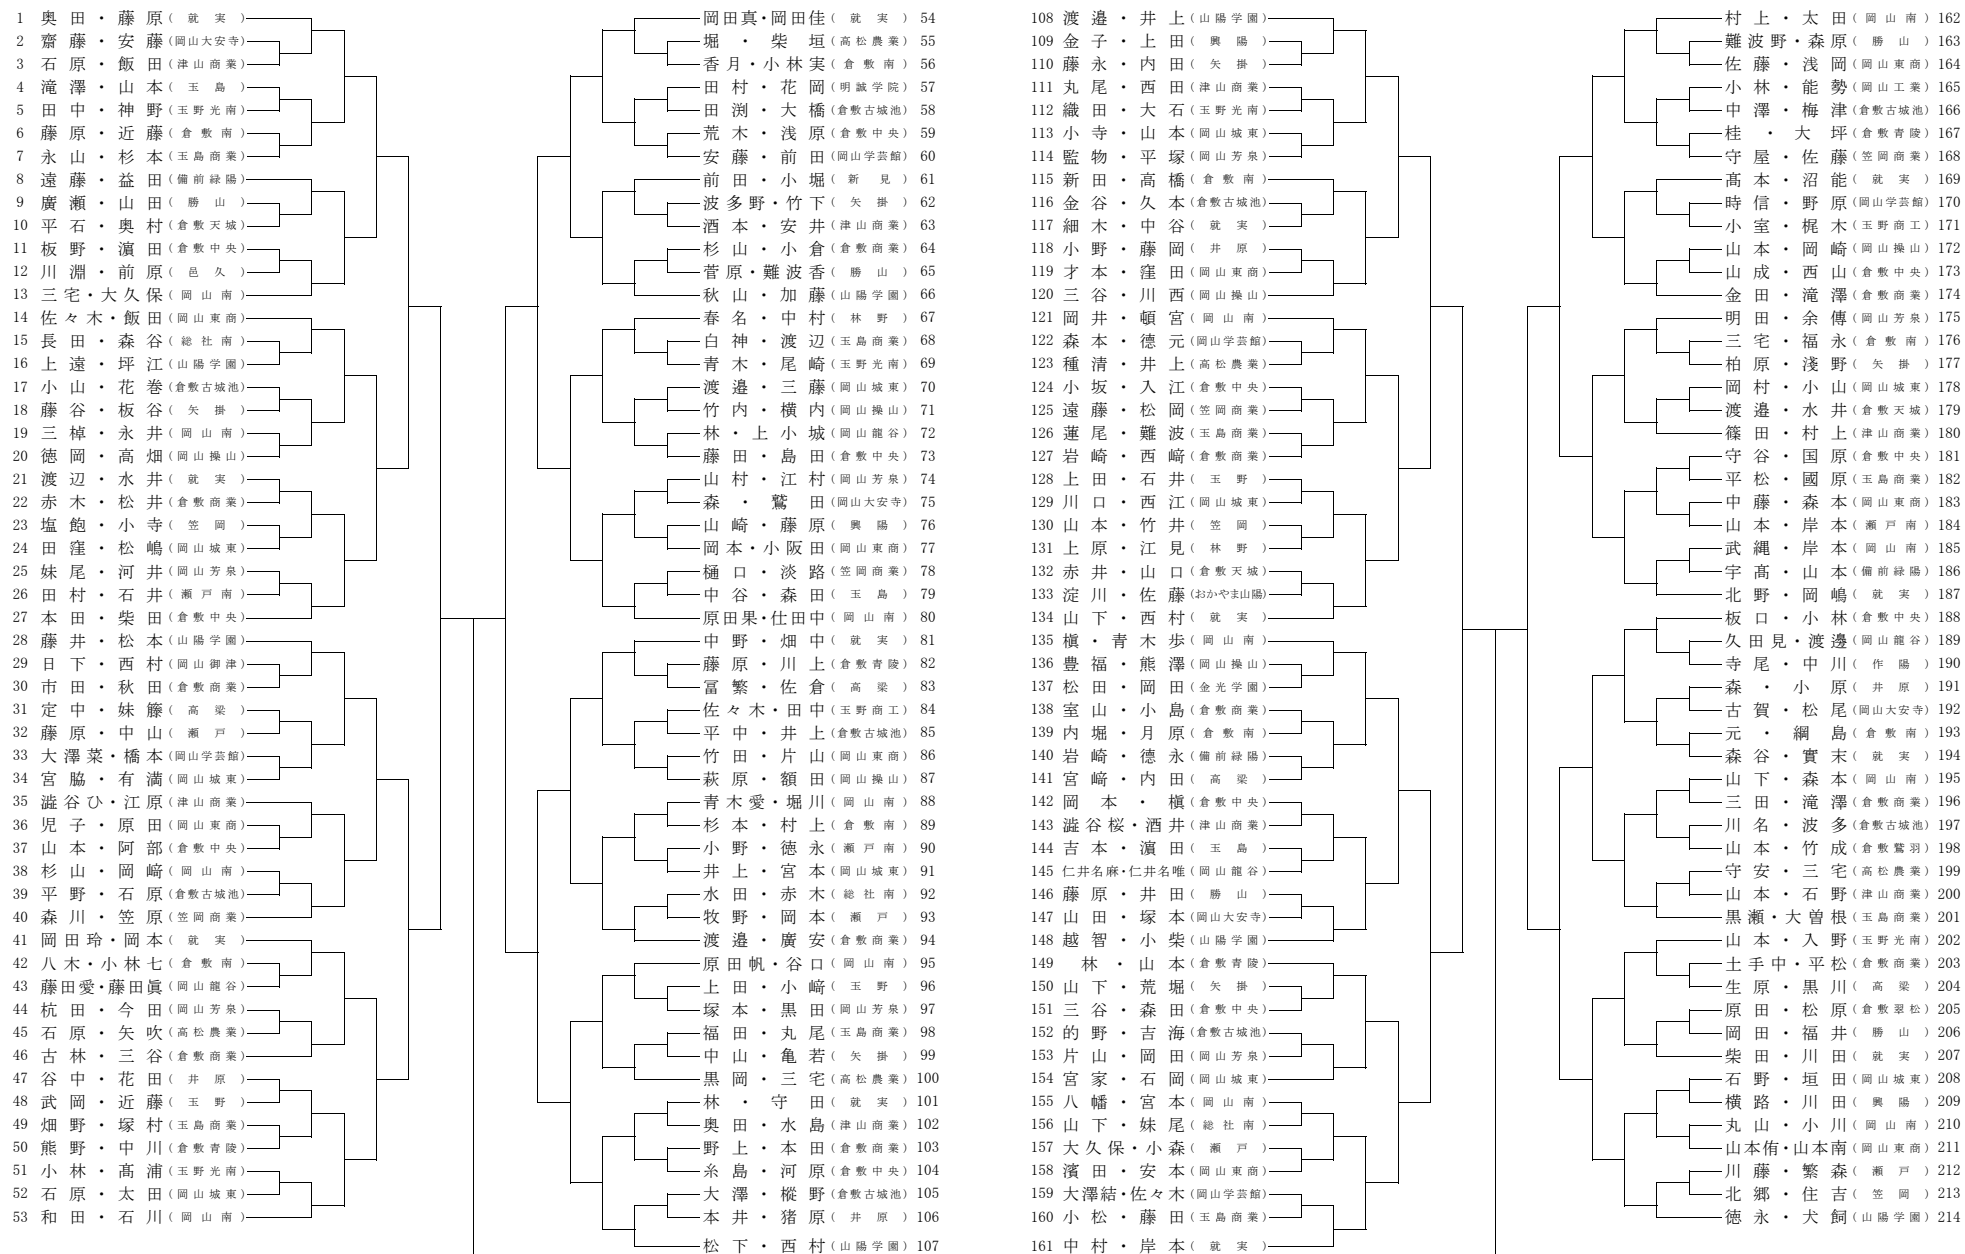 1 奥田・藤原（就実）
2 齋藤・安藤（岡山大安寺）
3 石原・飯田（津山商業）
4 滝澤・山本（玉島）
5 田中・神野（玉野光南）
6 藤原・近藤（倉敷南）
7 永山・杉本（玉島商業）
8 遠藤・益田（備前緑陽）
9 廣瀬・山田（勝山）
10 平石・奥村（倉敷天城）
11 板野・濵田（倉敷中央）
12 川淵・前原（邑久）
13 三宅・大久保（岡山南）
14 佐々木・飯田（岡山東商）
15 長田・森谷（総社南）
16 上遠・坪江（山陽学園）
17 小山・花巻（倉敷古城池）
18 藤谷・板谷（矢掛）
19 三棹・永井（岡山南）
20 徳岡・高畑（岡山操山）
21 渡辺・水井（就実）
22 赤木・松井（倉敷商業）
23 塩飽・小寺（笠岡）
24 田窪・松嶋（岡山城東）
25 妹尾・河井（岡山芳泉）
26 田村・石井（瀬戸南）
27 本田・柴田（倉敷中央）
28 藤井・松本（山陽学園）
29 日下・西村（岡山御津）
30 市田・秋田（倉敷商業）
31 定中・妹籐（高梁）
32 藤原・中山（瀬戸）
33 大澤菜・橋本（岡山学芸館）
34 宮脇・有満（岡山城東）
35 澁谷ひ・江原（津山商業）
36 児子・原田（岡山東商）
37 山本・阿部（倉敷中央）
38 杉山・岡﨑（岡山南）
39 平野・石原（倉敷古城池）
40 森川・笠原（笠岡商業）
41 岡田玲・岡本（就実）
42 八木・小林七（倉敷南）
43 藤田愛・藤田眞（岡山龍谷）
44 杭田・今田（岡山芳泉）
45 石原・矢吹（高松農業）
46 古林・三谷（倉敷商業）
47 谷中・花田（井原）
48 武岡・近藤（玉野）
49 畑野・塚村（玉島商業）
50 熊野・中川（倉敷青陵）
51 小林・髙浦（玉野光南）
52 石原・太田（岡山城東）
53 和田・石川（岡山南）
岡田真・岡田佳（就実）54
堀・柴垣（高松農業）55
香月・小林実（倉敷南）56
田村・花岡（明誠学院）57
田渕・大橋（倉敷古城池）58
荒木・浅原（倉敷中央）59
安藤・前田（岡山学芸館）60
前田・小堀（新見）61
波多野・竹下（矢掛）62
酒本・安井（津山商業）63
杉山・小倉（倉敷商業）64
菅原・難波香（勝山）65
秋山・加藤（山陽学園）66
春名・中村（林野）67
白神・渡辺（玉島商業）68
青木・尾崎（玉野光南）69
渡邉・三藤（岡山城東）70
竹内・横内（岡山操山）71
林・上小城（岡山龍谷）72
藤田・島田（倉敷中央）73
山村・江村（岡山芳泉）74
森・鷲田（岡山大安寺）75
山崎・藤原（興陽）76
岡本・小阪田（岡山東商）77
樋口・淡路（笠岡商業）78
中谷・森田（玉島）79
原田果・仕田中（岡山南）80
中野・畑中（就実）81
藤原・川上（倉敷青陵）82
冨繁・佐倉（高梁）83
佐々木・田中（玉野商工）84
平中・井上（倉敷古城池）85
竹田・片山（岡山東商）86
萩原・額田（岡山操山）87
青木愛・堀川（岡山南）88
杉本・村上（倉敷南）89
小野・徳永（瀬戸南）90
井上・宮本（岡山城東）91
水田・赤木（総社南）92
牧野・岡本（瀬戸）93
渡邉・廣安（倉敷商業）94
原田帆・谷口（岡山南）95
上田・小﨑（玉野）96
塚本・黒田（岡山芳泉）97
福田・丸尾（玉島商業）98
中山・亀若（矢掛）99
黒岡・三宅（高松農業）100
林・守田（就実）101
奥田・水島（津山商業）102
野上・本田（倉敷商業）103
糸島・河原（倉敷中央）104
大澤・樅野（倉敷古城池）105
本井・猪原（井原）106
松下・西村（山陽学園）107
108 渡邉・井上（山陽学園）
109 金子・上田（興陽）
110 藤永・内田（矢掛）
111 丸尾・西田（津山商業）
112 織田・大石（玉野光南）
113 小寺・山本（岡山城東）
114 監物・平塚（岡山芳泉）
115 新田・高橋（倉敷南）
116 金谷・久本（倉敷古城池）
117 細木・中谷（就実）
118 小野・藤岡（井原）
119 才本・窪田（岡山東商）
120 三谷・川西（岡山操山）
121 岡井・頓宮（岡山南）
122 森本・德元（岡山学芸館）
123 種清・井上（高松農業）
124 小坂・入江（倉敷中央）
125 遠藤・松岡（笠岡商業）
126 蓮尾・難波（玉島商業）
127 岩崎・西﨑（倉敷商業）
128 上田・石井（玉野）
129 川口・西江（岡山城東）
130 山本・竹井（笠岡）
131 上原・江見（林野）
132 赤井・山口（倉敷天城）
133 淀川・佐藤（おかやま山陽）
134 山下・西村（就実）
135 槇・青木歩（岡山南）
136 豊福・熊澤（岡山操山）
137 松田・岡田（金光学園）
138 室山・小島（倉敷商業）
139 内堀・月原（倉敷南）
140 岩崎・德永（備前緑陽）
141 宮﨑・内田（高梁）
142 岡本・槇（倉敷中央）
143 澁谷桜・酒井（津山商業）
144 吉本・濵田（玉島）
145 仁井名麻・仁井名唯（岡山龍谷）
146 藤原・井田（勝山）
147 山田・塚本（岡山大安寺）
148 越智・小柴（山陽学園）
149 林・山本（倉敷青陵）
150 山下・荒堀（矢掛）
151 三谷・森田（倉敷中央）
152 的野・吉海（倉敷古城池）
153 片山・岡田（岡山芳泉）
154 宮家・石岡（岡山城東）
155 八幡・宮本（岡山南）
156 山下・妹尾（総社南）
157 大久保・小森（瀬戸）
158 濱田・安本（岡山東商）
159 大澤結・佐々木（岡山学芸館）
160 小松・藤田（玉島商業）
161 中村・岸本（就実）
村上・太田（岡山南）162
難波野・森原（勝山）163
佐藤・浅岡（岡山東商）164
小林・能勢（岡山工業）165
中澤・梅津（倉敷古城池）166
桂・大坪（倉敷青陵）167
守屋・佐藤（笠岡商業）168
髙本・沼能（就実）169
時信・野原（岡山学芸館）170
小室・梶木（玉野商工）171
山本・岡崎（岡山操山）172
山成・西山（倉敷中央）173
金田・滝澤（倉敷商業）174
明田・余傳（岡山芳泉）175
三宅・福永（倉敷南）176
柏原・淺野（矢掛）177
岡村・小山（岡山城東）178
渡邉・水井（倉敷天城）179
篠田・村上（津山商業）180
守谷・国原（倉敷中央）181
平松・國原（玉島商業）182
中藤・森本（岡山東商）183
山本・岸本（瀬戸南）184
武縄・岸本（岡山南）185
宇髙・山本（備前緑陽）186
北野・岡嶋（就実）187
板口・小林（倉敷中央）188
久田見・渡邊（岡山龍谷）189
寺尾・中川（作陽）190
森・小原（井原）191
古賀・松尾（岡山大安寺）192
元・綱島（倉敷南）193
森谷・實末（就実）194
山下・森本（岡山南）195
三田・滝澤（倉敷商業）196
川名・波多（倉敷古城池）197
山本・竹成（倉敷鷲羽）198
守安・三宅（高松農業）199
山本・石野（津山商業）200
黒瀬・大曽根（玉島商業）201
山本・入野（玉野光南）202
土手中・平松（倉敷商業）203
生原・黒川（高梁）204
原田・松原（倉敷翠松）205
岡田・福井（勝山）206
柴田・川田（就実）207
石野・垣田（岡山城東）208
横路・川田（興陽）209
丸山・小川（岡山南）210
山本侑・山本南（岡山東商）211
川藤・繁森（瀬戸）212
北郷・住吉（笠岡）213
徳永・犬飼（山陽学園）214